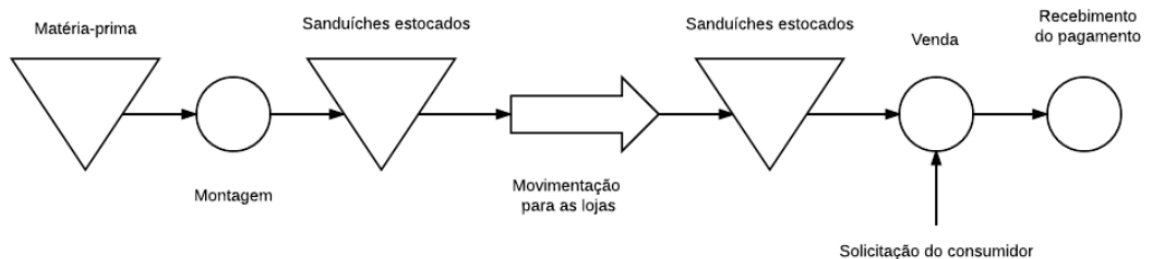 Matéria-prima
Montagem
Sanduíches estocados
Movimentação
para as lojas
Sanduíches estocados
Venda
Solicitação do consumidor
Recebimento
do pagamento